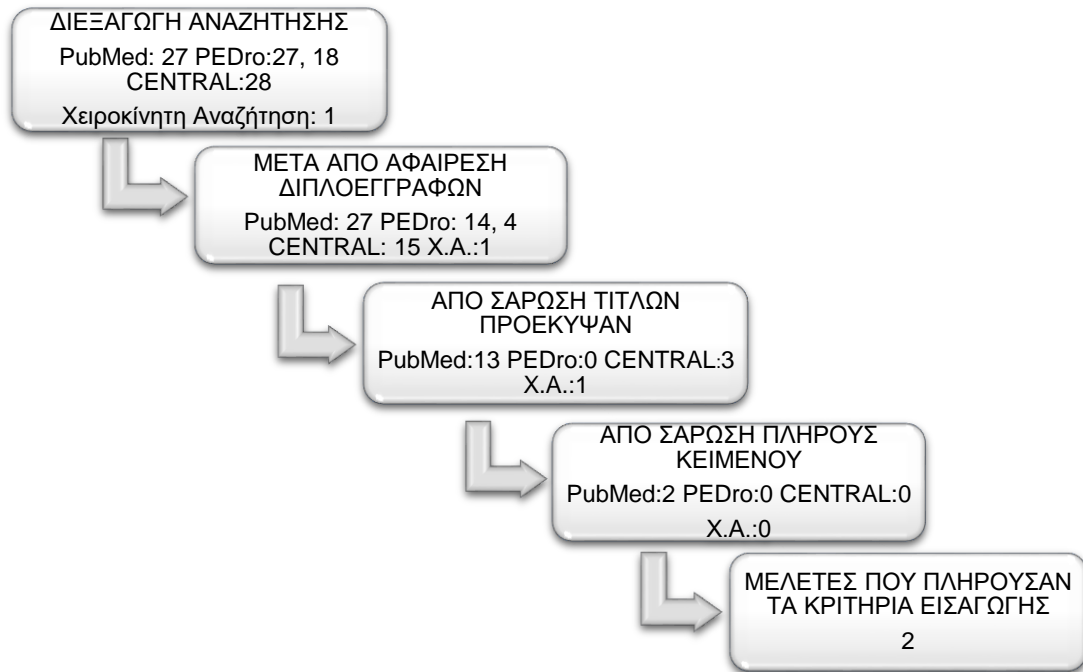 ΔΙΕΞΑΓΩΓΗ ΑΝΑΖΗΤΗΣΗΣ
PubMed: 27 PEDro:27, 18
CENTRAL:28
Χειροκίνητη Αναζήτηση: 1
ΜΕΤΑ ΑΠΟ ΑΦΑΙΡΕΣΗ
ΔΙΠΛΟΕΓΓΡΑΦΩΝ
PubMed: 27 PEDro: 14, 4
CENTRAL: 15 Χ.Α.:1
ΑΠΟ ΣΑΡΩΣΗ ΤΙΤΛΩΝ
ΠΡΟΕΚΥΨΑΝ
PubMed:13 PEDro:0 CENTRAL:3
Χ.Α.:1
ΑΠΟ ΣΑΡΩΣΗ ΠΛΗΡΟΥΣ
ΚΕΙΜΕΝΟΥ
PubMed:2 PEDro:0 CENTRAL:0
Χ.Α.:0
ΜΕΛΕΤΕΣ ΠΟΥ ΠΛΗΡΟΥΣΑΝ
ΤΑ ΚΡΙΤΗΡΙΑ ΕΙΣΑΓΩΓΗΣ
2